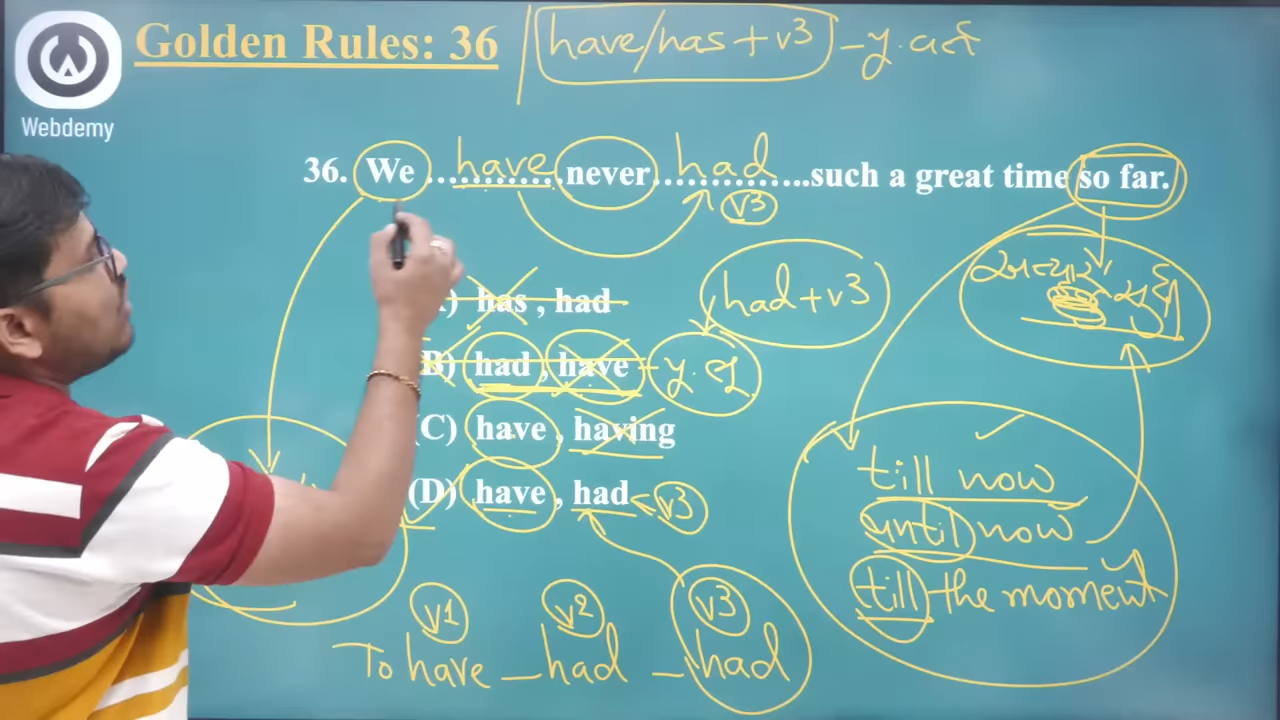 Golden Rules: 36
have/has + v3
Webdemy
36. We ............ never ............ such a great time so far.
have
had
v3
(A) has , had
had + v3
(B) had , have
(C) have , having
(D) have , had
v3
till now
until now
till the moment
v1
v2
v3
To have – had – had